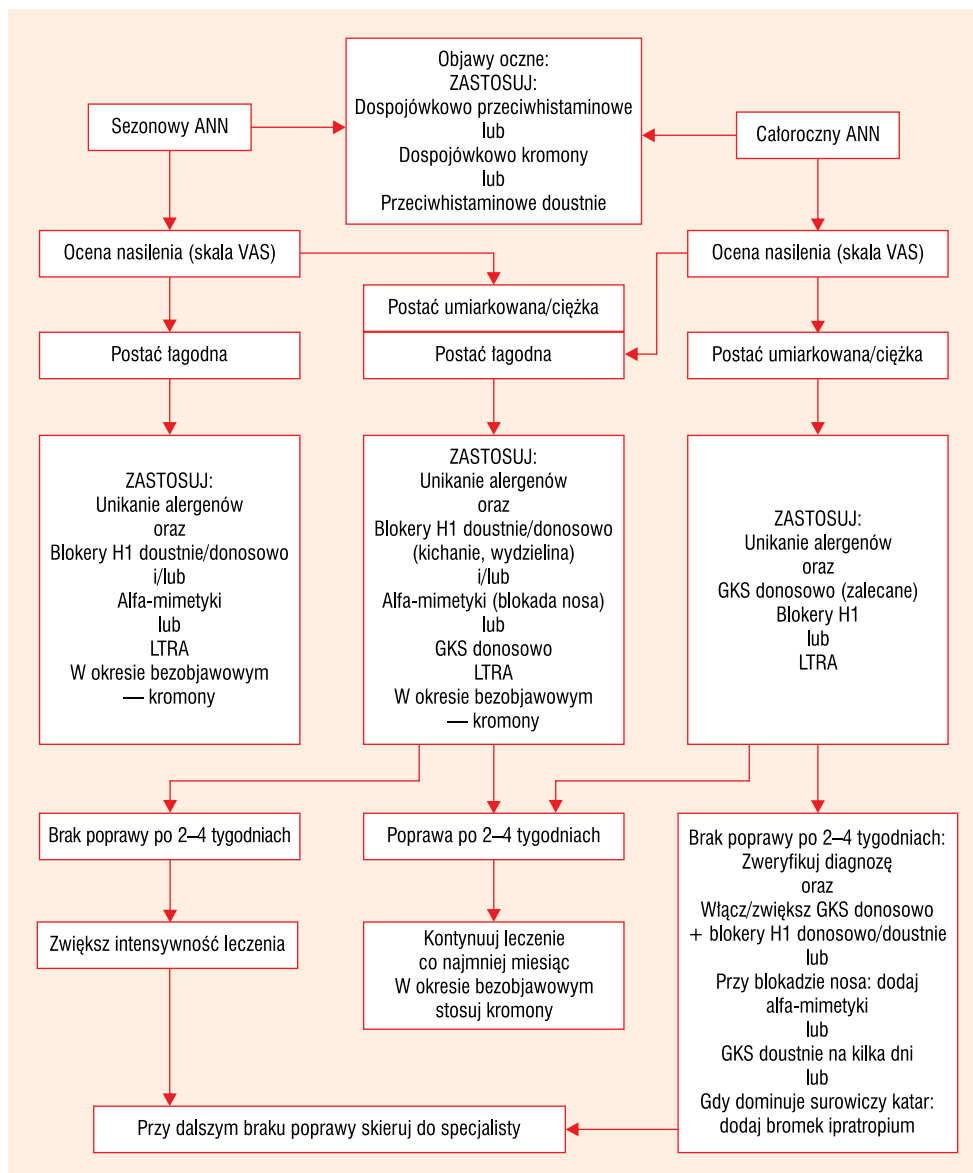 Objawy oczne:
ZASTOSUJ:
Dospojówkowo przeciwhistaminowe
lub
Dospojówkowo kromony
lub
Przeciwhistaminowe doustnie
Sezonowy ANN
Całoroczny ANN
Ocena nasilenia (skala VAS)
Ocena nasilenia (skala VAS)
Postać umiarkowana/ciężka
Postać łagodna
Postać łagodna
Postać umiarkowana/ciężka
ZASTOSUJ:
Unikanie alergenów
oraz
Blokery H1 doustnie/donosowo
i/lub
Alfa-mimetyki
lub
LTRA
W okresie bezobjawowym
— kromony
ZASTOSUJ:
Unikanie alergenów
oraz
Blokery H1 doustnie/donosowo
(kichanie, wydzielina)
i/lub
Alfa-mimetyki (blokada nosa)
lub
GKS donosowo
LTRA
W okresie bezobjawowym
— kromony
ZASTOSUJ:
Unikanie alergenów
oraz
GKS donosowo (zalecane)
Blokery H1
lub
LTRA
Brak poprawy po 2–4 tygodniach
Poprawa po 2–4 tygodniach
Brak poprawy po 2–4 tygodniach:
Zweryfikuj diagnozę
oraz
Włącz/zwiększ GKS donosowo
+ blokery H1 donosowo/doustnie
lub
Przy blokadzie nosa: dodaj
alfa-mimetyki
lub
GKS doustnie na kilka dni
lub
Gdy dominuje surowiczy katar:
dodaj bromek ipratropium
Zwiększ intensywność leczenia
Kontynuuj leczenie
co najmniej miesiąc
W okresie bezobjawowym
stosuj kromony
Przy dalszym braku poprawy skieruj do specjalisty